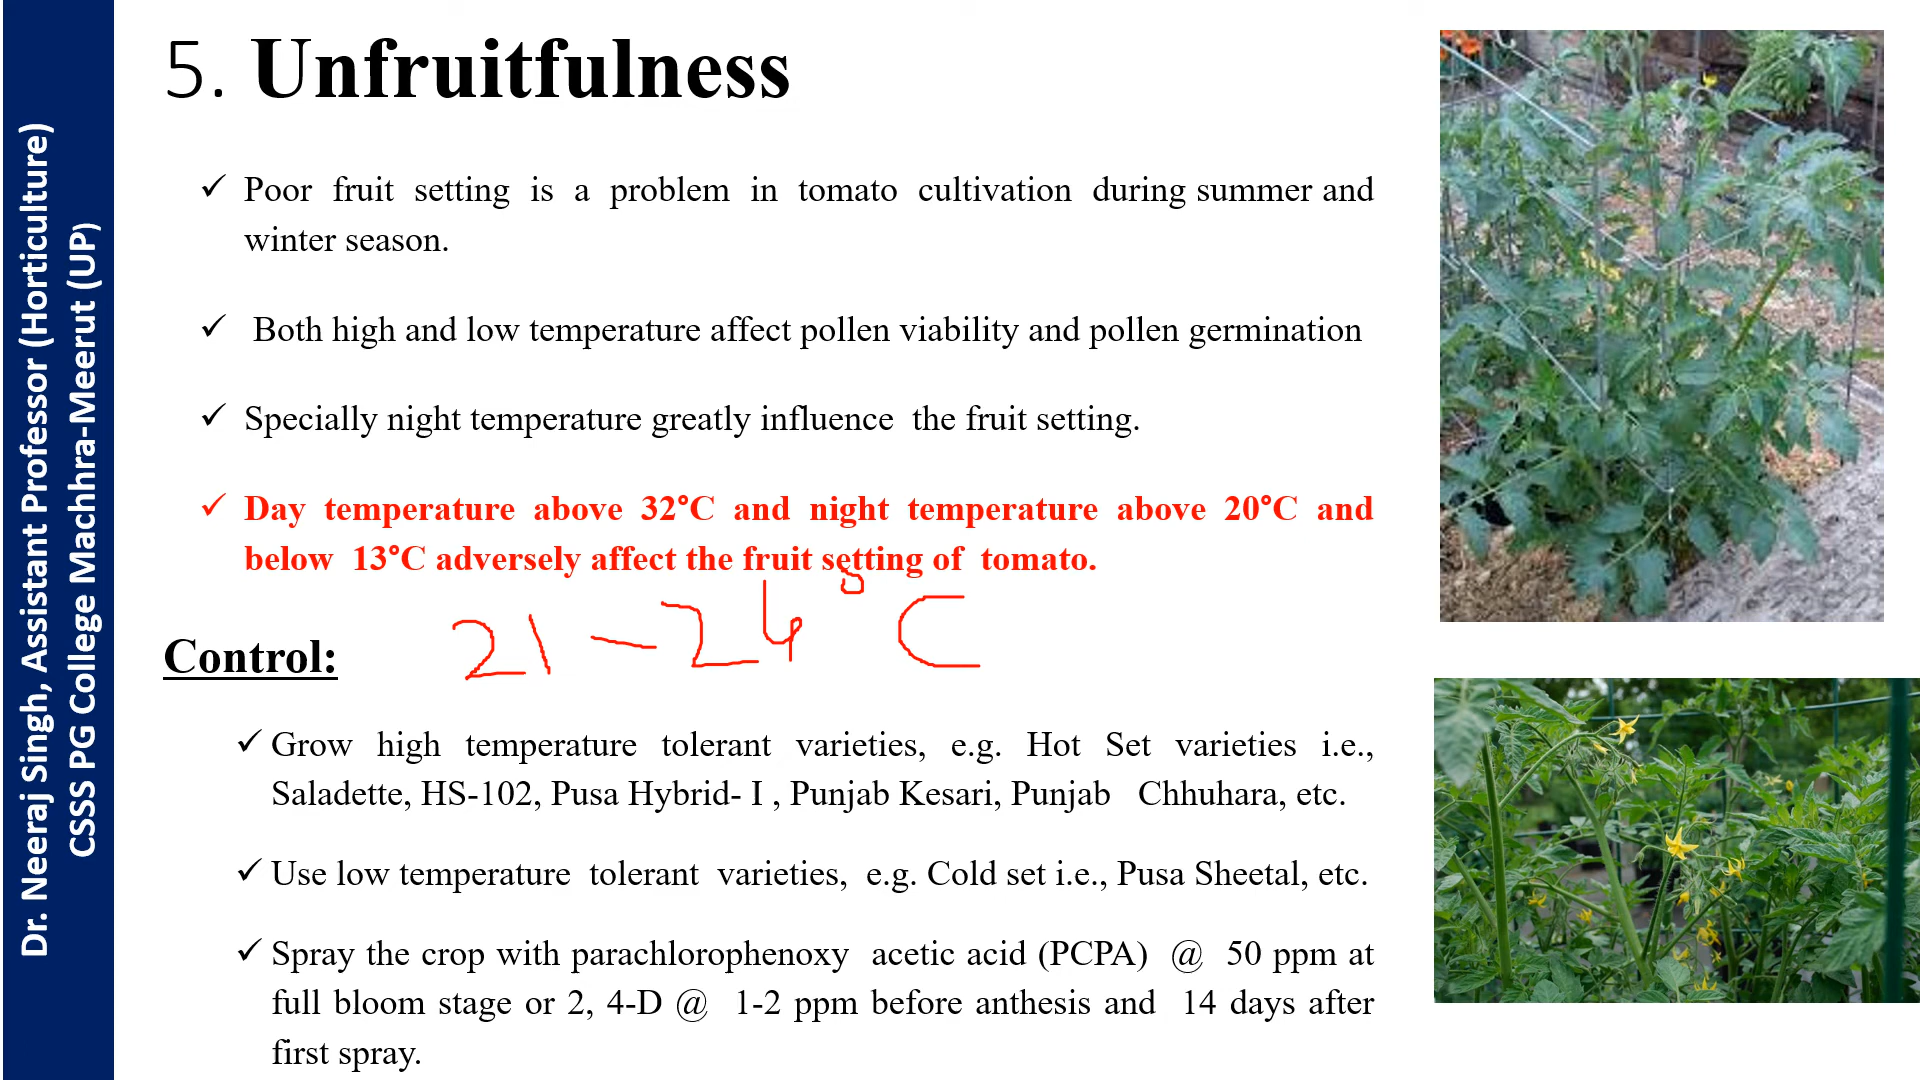 Dr. Neeraj Singh, Assistant Professor (Horticulture)
CSSS PG College Machhra-Meerut (UP)
5. Unfruitfulness
✓ Poor fruit setting is a problem in tomato cultivation during summer and
winter season.
✓ Both high and low temperature affect pollen viability and pollen germination
✓ Specially night temperature greatly influence the fruit setting.
✓ Day temperature above 32°C and night temperature above 20°C and
below 13°C adversely affect the fruit setting of tomato.
21-24°C
Control:
✓ Grow high temperature tolerant varieties, e.g. Hot Set varieties i.e.,
Saladette, HS-102, Pusa Hybrid- I , Punjab Kesari, Punjab Chhuhara, etc.
✓ Use low temperature tolerant varieties, e.g. Cold set i.e., Pusa Sheetal, etc.
✓ Spray the crop with parachlorophenoxy acetic acid (PCPA) @ 50 ppm at
full bloom stage or 2, 4-D @ 1-2 ppm before anthesis and 14 days after
first spray.